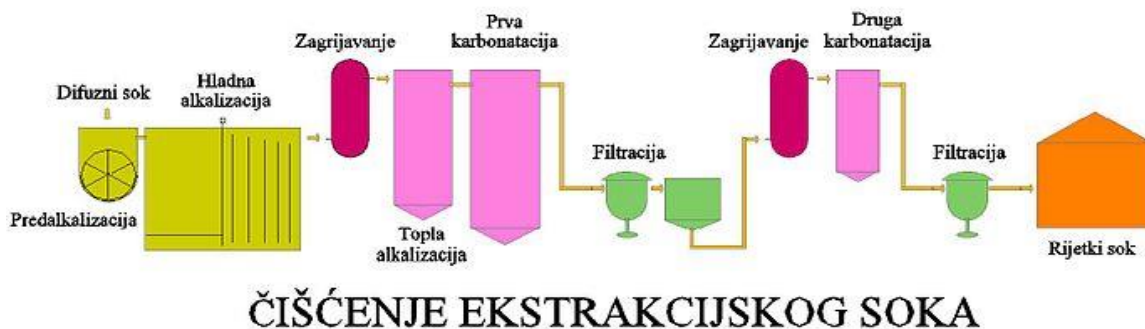 Difuzni sok
Predalkalizacija
Hladna
alkalizacija
Zagrijavanje
Topla
alkalizacija
Prva
karbonatacija
Filtracija
Zagrijavanje
Druga
karbonatacija
Filtracija
Rijetki sok
ČIŠĆENJE EKSTRAKCIJSKOG SOKA